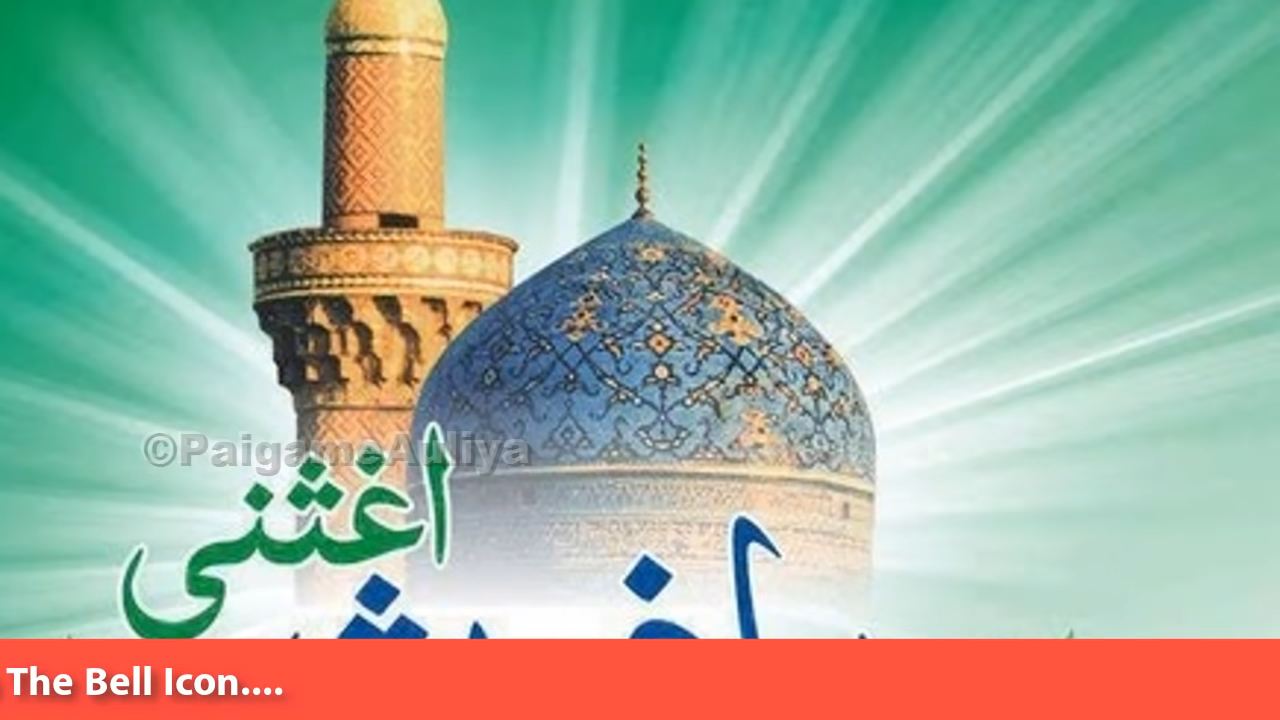 ©PaigameAuliya
اغثنی
The Bell Icon....